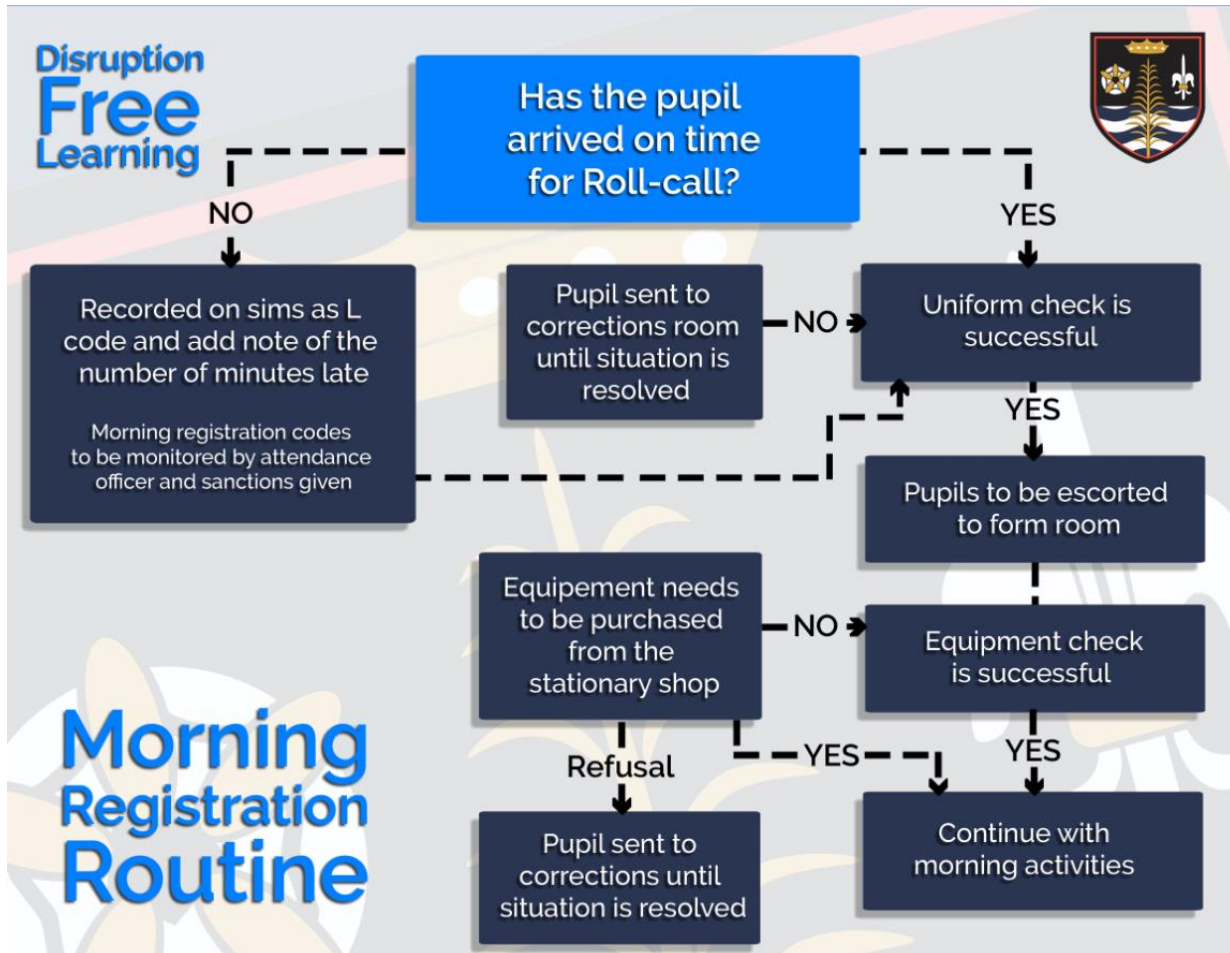 Disruption
Free
Learning
Has the pupil
arrived on time
for Roll-call?
NO
YES
Recorded on sims as L
code and add note of the
number of minutes late
Morning registration codes
to be monitored by attendance
officer and sanctions given
Pupil sent to
corrections room
until situation is
resolved
NO
Uniform check is
successful
YES
Pupils to be escorted
to form room
Equipement needs
to be purchased
from the
stationary shop
NO
Equipment check
is successful
Refusal
YES
YES
Pupil sent to
corrections until
situation is resolved
Continue with
morning activities
Morning
Registration
Routine